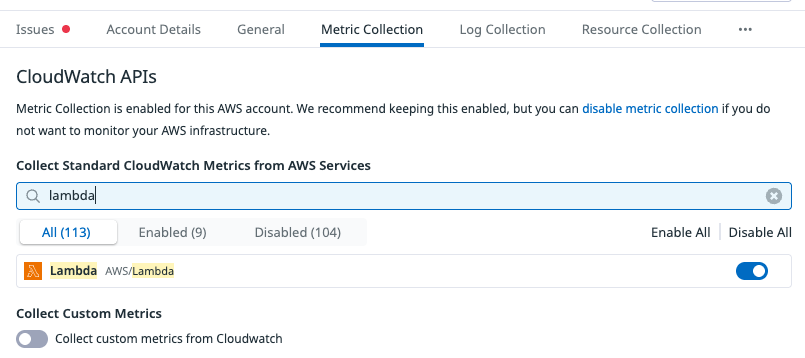 Issues Account Details General Metric Collection Log Collection Resource Collection ···
CloudWatch APIs
Metric Collection is enabled for this AWS account. We recommend keeping this enabled, but you can disable metric collection if you do
not want to monitor your AWS infrastructure.
Collect Standard CloudWatch Metrics from AWS Services
lambda
All (113) Enabled (9) Disabled (104) Enable All Disable All
Lambda AWS/Lambda
Collect Custom Metrics
Collect custom metrics from Cloudwatch